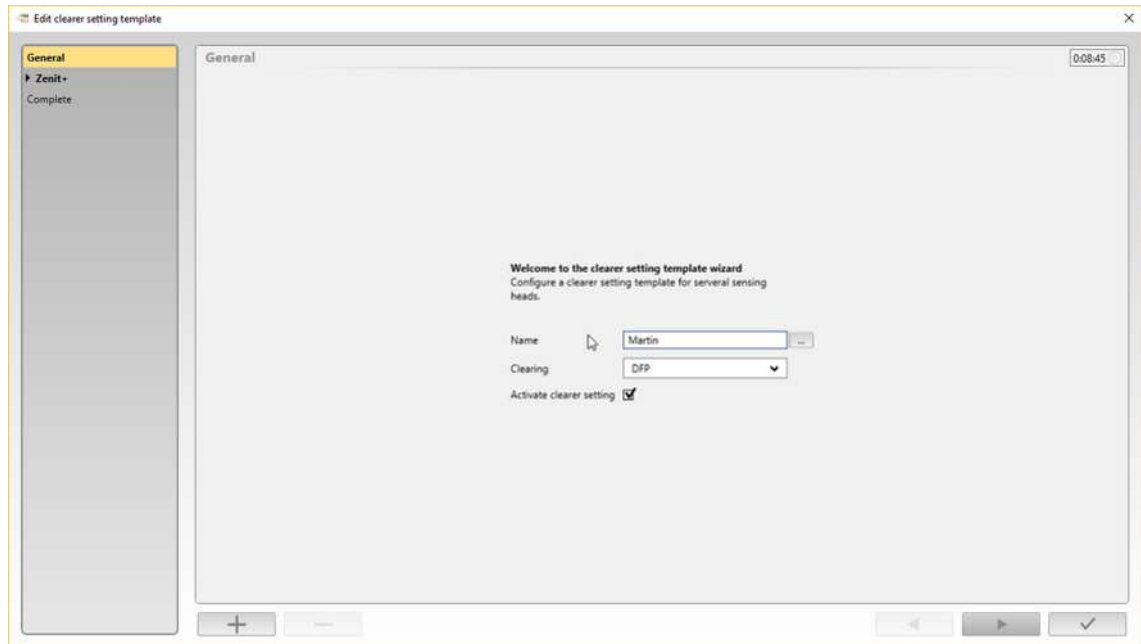 Edit clearer setting template
General
Zenit+
Complete
General
0:08:45
Welcome to the clearer setting template wizard
Configure a clearer setting template for serveral sensing
heads.
Name
Martin
...
Clearing
DFP
Activate clearer setting